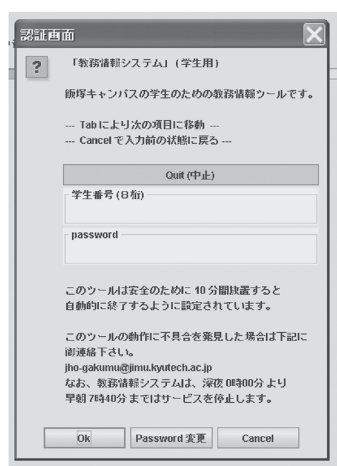 認証画面
「教務情報システム」(学生用)
飯塚キャンパスの学生のための教務情報ツールです。
--- Tabにより次の項目に移動 ---
--- Cancelで入力前の状態に戻る ---
Quit (中止)
学生番号(8桁)
password
このツールは安全のために 10 分間放置すると
自動的に終了するように設定されています。
このツールの動作に不具合を発見した場合は下記に
御連絡下さい。
jho-gakumu@jimu.kyutech.ac.jp
なお、教務情報システムは、深夜 0時00分 より
早朝 7時40分 まではサービスを停止します。
Ok
Password 変更
Cancel